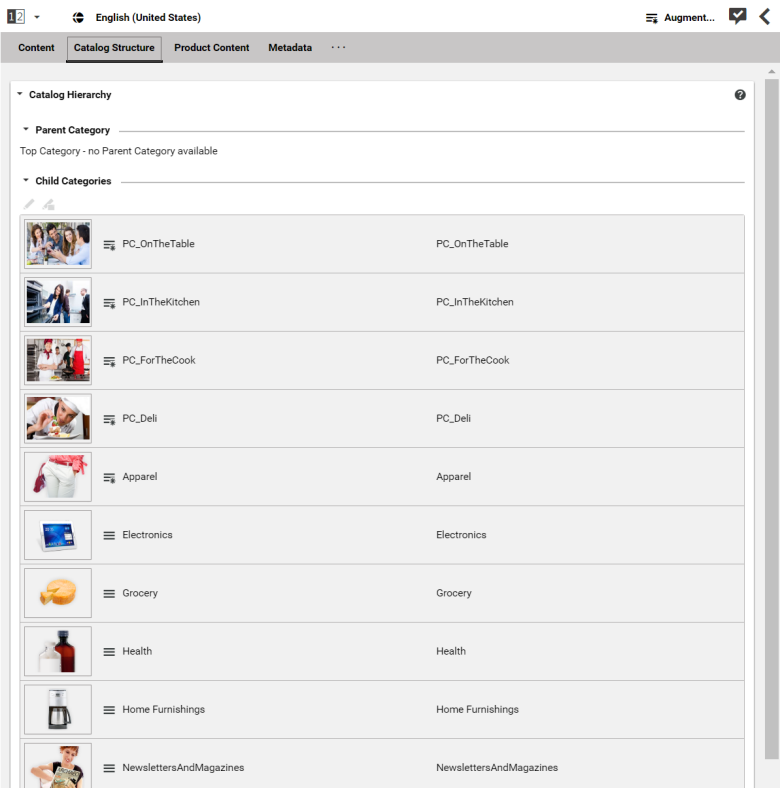 12 English (United States) Augment...
Content Catalog Structure Product Content Metadata ...
Catalog Hierarchy
Parent Category
Top Category - no Parent Category available
Child Categories
PC_OnTheTable PC_OnTheTable
PC_InTheKitchen PC_InTheKitchen
PC_ForTheCook PC_ForTheCook
PC_Deli PC_Deli
Apparel Apparel
Electronics Electronics
Grocery Grocery
Health Health
Home Furnishings Home Furnishings
NewslettersAndMagazines NewslettersAndMagazines